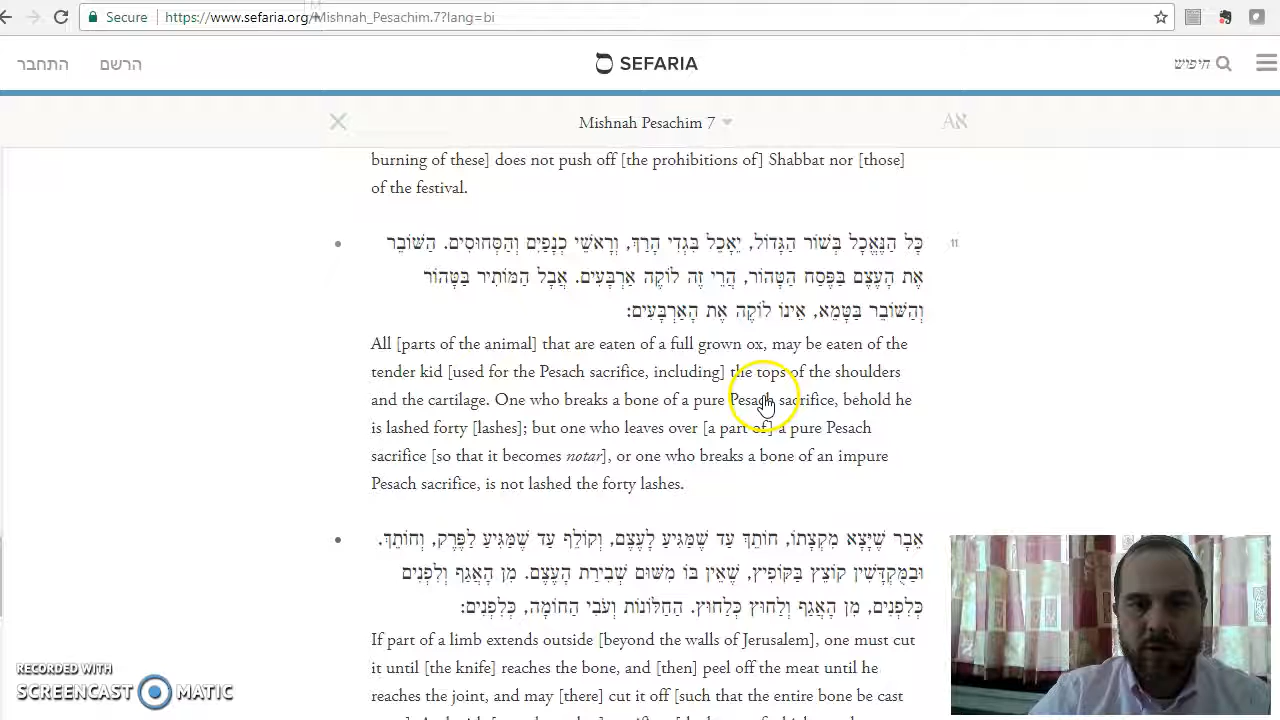 Secure
https://www.sefaria.org/Mishnah_Pesachim.7?lang=bi
התחבר
הרשם
SEFARIA
חיפוש
Mishnah Pesachim 7
אA
burning of these] does not push off [the prohibitions of] Shabbat nor [those]
of the festival.
11
כָּל הַנֶּאֱכָל בְּשׁוֹר הַגָּדוֹל, יֵאָכֵל בִּגְדִי הָרַךְ, וְרָאשֵׁי כְנָפַיִם וְהַסְּחוּסִים. הַשּׁוֹבֵר
אֶת הָעֶצֶם בַּפֶּסַח הַטָּהוֹר, הֲרֵי זֶה לוֹקֶה אַרְבָּעִים. אֲבָל הַמּוֹתִיר בַּטָּהוֹר
וְהַשּׁוֹבֵר בַּטָּמֵא, אֵינוֹ לוֹקֶה אֶת הָאַרְבָּעִים:
All [parts of the animal] that are eaten of a full grown ox, may be eaten of the
tender kid [used for the Pesach sacrifice, including] the tops of the shoulders
and the cartilage. One who breaks a bone of a pure Pesach sacrifice, behold he
is lashed forty [lashes]; but one who leaves over [a part of] a pure Pesach
sacrifice [so that it becomes notar], or one who breaks a bone of an impure
Pesach sacrifice, is not lashed the forty lashes.
אֵבָר שֶׁיָּצָא מִקְצָתוֹ, חוֹתֵךְ עַד שֶׁמַּגִּיעַ לָעֶצֶם, וְקוֹלֵף עַד שֶׁמַּגִּיעַ לַפֶּרֶק, וְחוֹתֵךְ.
וּבַמֻּקְדָּשִׁין קוֹצֵץ בַּקּוֹפִיץ, שֶׁאֵין בּוֹ מִשּׁוּם שְׁבִירַת הָעֶצֶם. מִן הָאֲגַף וְלִפְנִים
כְּלִפְנִים, מִן הָאֲגַף וְלַחוּץ כְּלַחוּץ. הַחַלּוֹנוֹת וְעֹבִי הַחוֹמָה, כְּלִפְנִים:
If part of a limb extends outside [beyond the walls of Jerusalem], one must cut
it until [the knife] reaches the bone, and [then] peel off the meat until he
reaches the joint, and may [there] cut it off [such that the entire bone be cast
RECORDED WITH
SCREENCAST MATIC